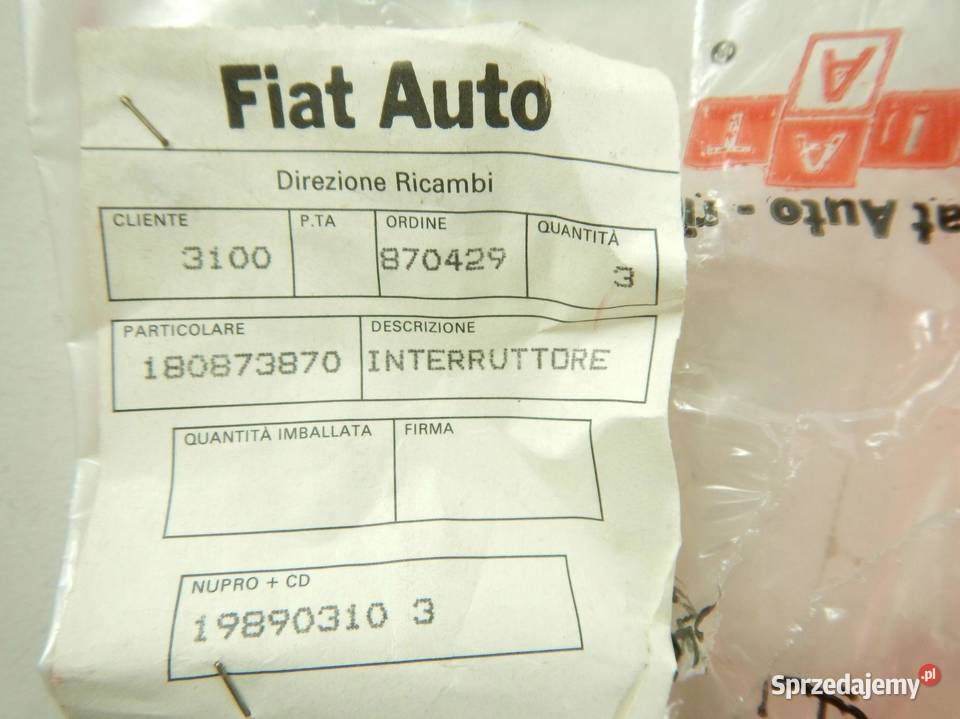 Fiat Auto
Direzione Ricambi
CLIENTE P.TA ORDINE QUANTITÀ
3100 870429 3
PARTICOLARE DESCRIZIONE
180873870 INTERRUTTORE
QUANTITÀ IMBALLATA FIRMA
NUPRO + CD
19890310 3
Auto -
Sprzedajemy.pl